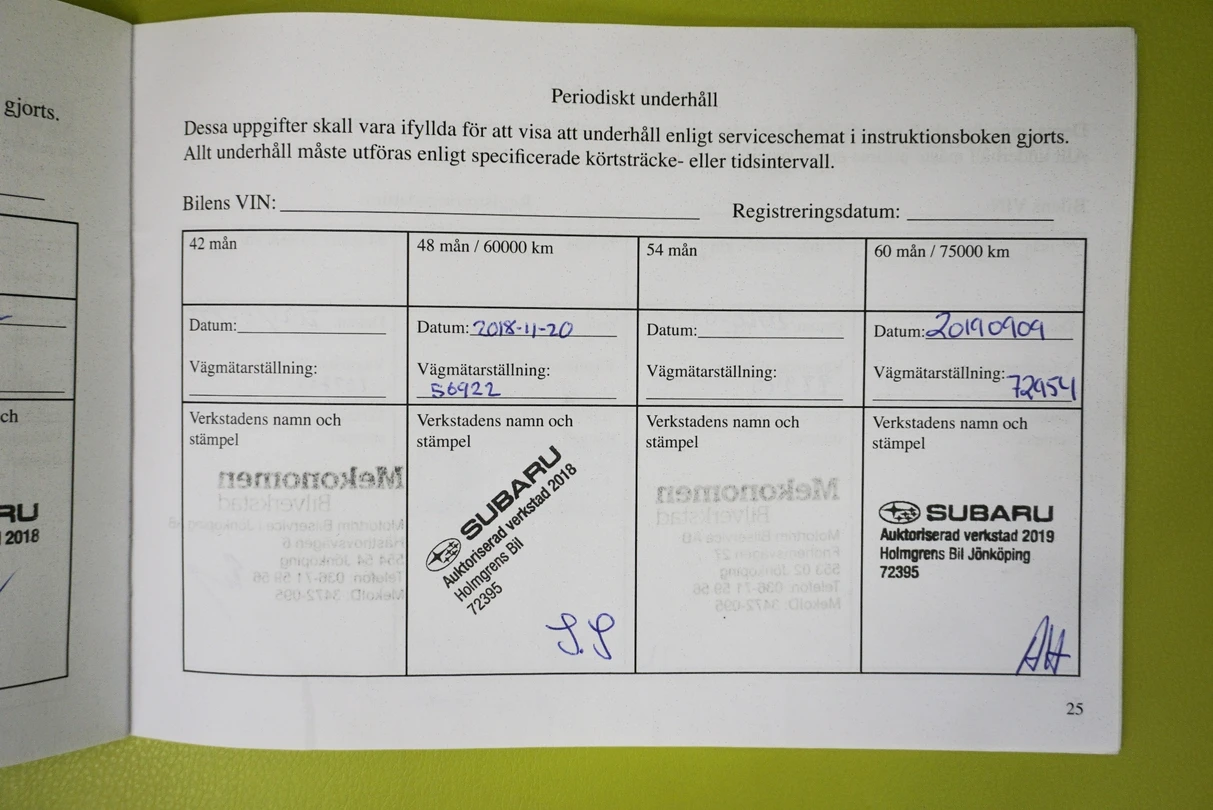 gjorts.
ch
RU
2018
Periodiskt underhåll
Dessa uppgifter skall vara ifyllda för att visa att underhåll enligt serviceschemat i instruktionsboken gjorts.
Allt underhåll måste utföras enligt specificerade körtsträcke- eller tidsintervall.
Bilens VIN:
Registreringsdatum:
42 mån
Datum:
Vägmätarställning:
Verkstadens namn och
stämpel
48 mån / 60000 km
Datum: 2018-11-20
Vägmätarställning:
56922
Verkstadens namn och
stämpel
SUBARU
Auktoriserad verkstad 2018
Holmgrens Bil
72395
S.S
54 mån
Datum:
Vägmätarställning:
Verkstadens namn och
stämpel
60 mån / 75000 km
Datum: 20190909
Vägmätarställning: 72954
Verkstadens namn och
stämpel
SUBARU
Auktoriserad verkstad 2019
Holmgrens Bil Jönköping
72395
AH
25